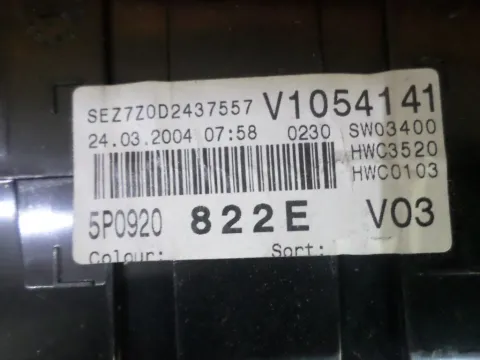 SEZ7Z0D2437557 V1054141
24.03.2004 07:58 0230 SW03400
HWC3520
HWC0103
5P0920 822E V03
Colour: Sort: